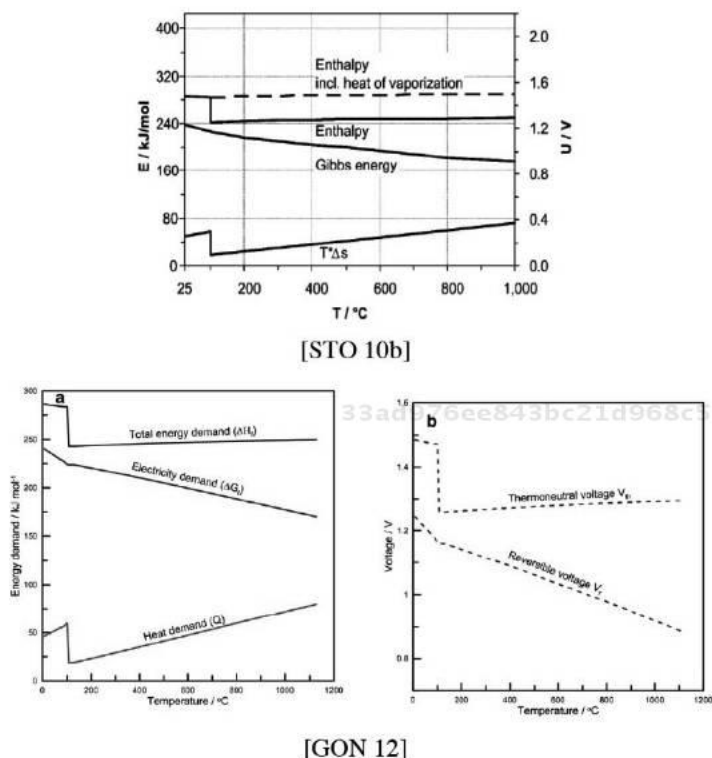 400
320
280
240
160
80
0
E / kJ/mol
Enthalpy
incl. heat of vaporization
Enthalpy
Gibbs energy
T*Δs
2.0
1.6
1.2
0.8
0.4
0.0
U / V
25 200 400 600 800 1,000
T / °C
[STO 10b]
a
300
250
200
150
100
50
0
Energy demand / kJ mol⁻¹
Total energy demand (ΔHf)
Electricity demand (ΔGf)
Heat demand (Q)
0 200 400 600 800 1000 1200
Temperature / °C
33ad976ee843bc21d968c5
b
1.6
1.4
1.2
1
0.8
Voltage / V
Thermoneutral voltage
Reversible voltage
0 200 400 600 800 1000 1200
Temperature / °C
[GON 12]